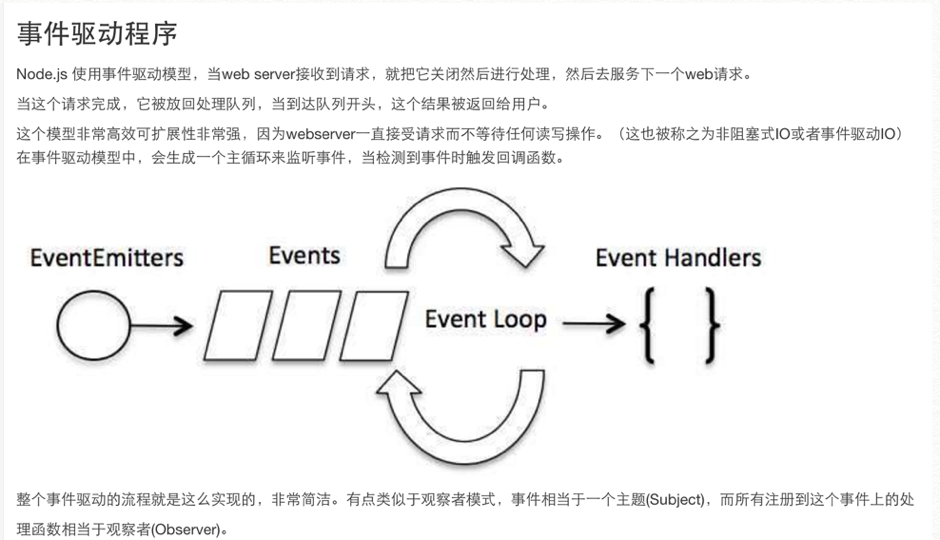 事件驱动程序
Node.js 使用事件驱动模型，当web server接收到请求，就把它关闭然后进行处理，然后去服务下一个web请求。
当这个请求完成，它被放回处理队列，当到达队列开头，这个结果被返回给用户。
这个模型非常高效可扩展性非常强，因为webserver一直接受请求而不等待任何读写操作。（这也被称之为非阻塞式IO或者事件驱动IO）
在事件驱动模型中，会生成一个主循环来监听事件，当检测到事件时触发回调函数。
EventEmitters
Events
Event Handlers
Event Loop
{ }
整个事件驱动的流程就是这么实现的，非常简洁。有点类似于观察者模式，事件相当于一个主题(Subject)，而所有注册到这个事件上的处
理函数相当于观察者(Observer)。